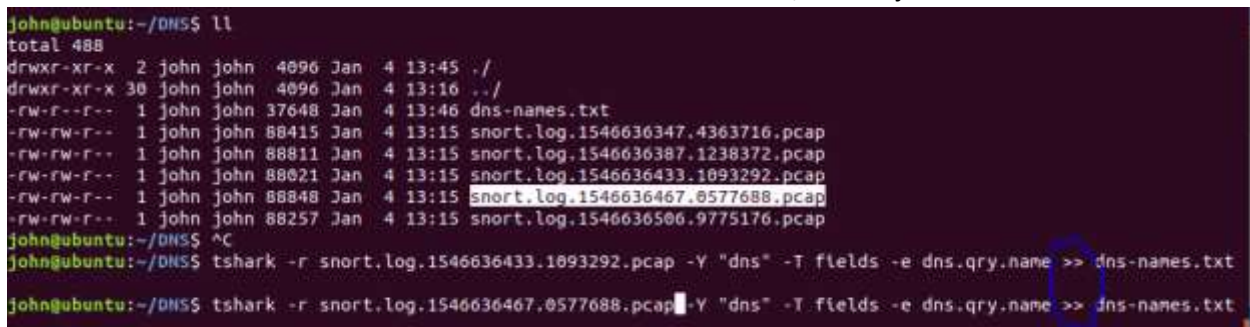 john@ubuntu:~/DNS$ ll
total 488
drwxr-xr-x  2 john john  4096 Jan  4 13:45 ./
drwxr-xr-x 30 john john  4096 Jan  4 13:16 ../
-rw-r--r--  1 john john 37648 Jan  4 13:46 dns-names.txt
-rw-rw-r--  1 john john 88415 Jan  4 13:15 snort.log.1546636347.4363716.pcap
-rw-rw-r--  1 john john 88811 Jan  4 13:15 snort.log.1546636387.1238372.pcap
-rw-rw-r--  1 john john 88021 Jan  4 13:15 snort.log.1546636433.1093292.pcap
-rw-rw-r--  1 john john 88848 Jan  4 13:15 snort.log.1546636467.0577688.pcap
-rw-rw-r--  1 john john 88257 Jan  4 13:15 snort.log.1546636506.9775176.pcap
john@ubuntu:~/DNS$ ^C
john@ubuntu:~/DNS$ tshark -r snort.log.1546636433.1093292.pcap -Y "dns" -T fields -e dns.qry.name >> dns-names.txt
john@ubuntu:~/DNS$ tshark -r snort.log.1546636467.0577688.pcap -Y "dns" -T fields -e dns.qry.name >> dns-names.txt